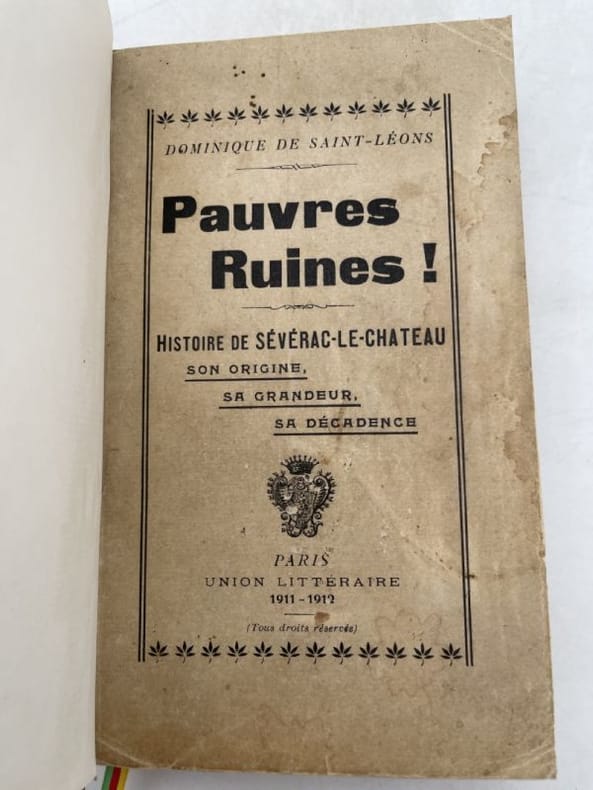 DOMINIQUE DE SAINT-LÉONS
Pauvres
Ruines !
HISTOIRE DE SÉVÉRAC-LE-CHATEAU
SON ORIGINE,
SA GRANDEUR,
SA DÉCADENCE
PARIS
UNION LITTÉRAIRE
1911-1912
(Tous droits réservés)